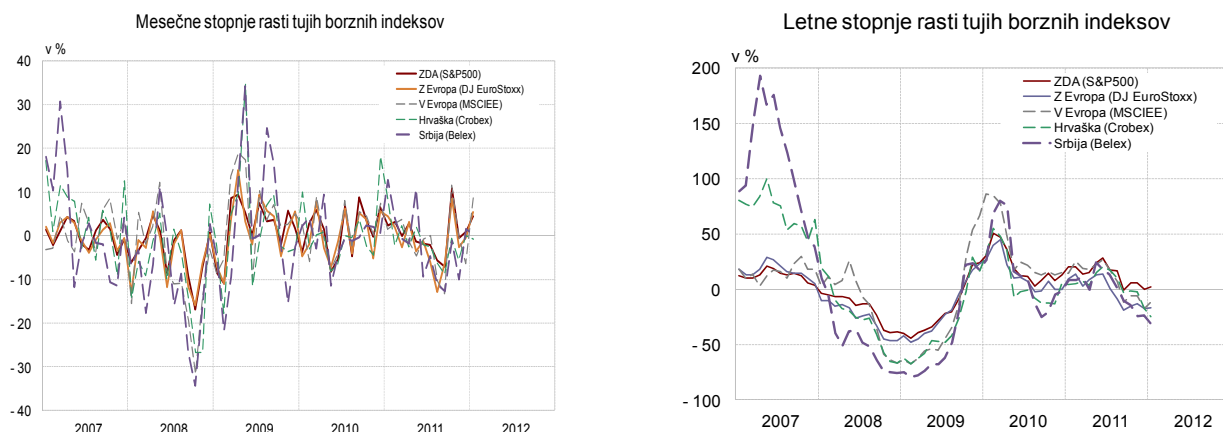 Mesečne stopnje rasti tujih borznih indeksov
v %
40
30
20
10
0
- 10
- 20
- 30
- 40
ZDA (S&P500)
Z Evropa (DJ EuroStoxx)
V Evropa (MSCIEE)
Hrvaška (Crobex)
Srbija (Belex)
2007 2008 2009 2010 2011 2012
Letne stopnje rasti tujih borznih indeksov
v %
200
150
100
50
0
- 50
- 100
ZDA (S&P500)
Z Evropa (DJ EuroStoxx)
V Evropa (MSCIEE)
Hrvaška (Crobex)
Srbija (Belex)
2007 2008 2009 2010 2011 2012